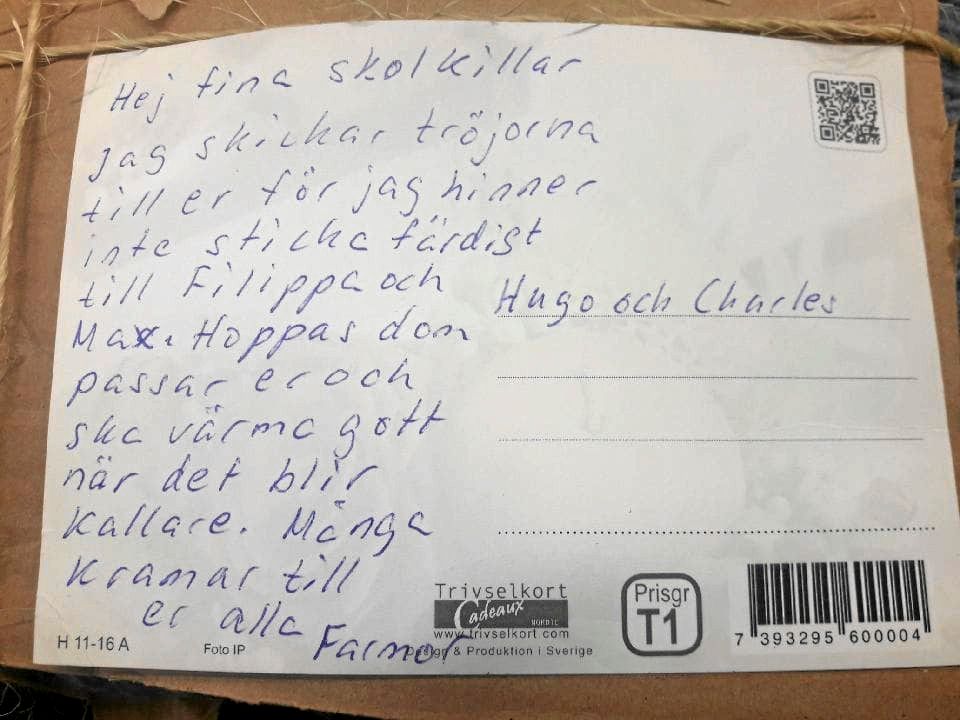 Hej fina skolkillar
jag skickar tröjorna
till er för jag hinner
inte sticka färdigt
till Filippa och
Max. Hoppas dom
passar er och
ska värma gott
när det blir
kallare. Många
Kramar till
er alla
Farmor
Hugo och Charles
Trivselkort
Cadeaux
NORDIC
www.trivselkort.com
Design & Produktion i Sverige
H 11-16 A
Foto IP
Prisgr
T1
7 393295 600004